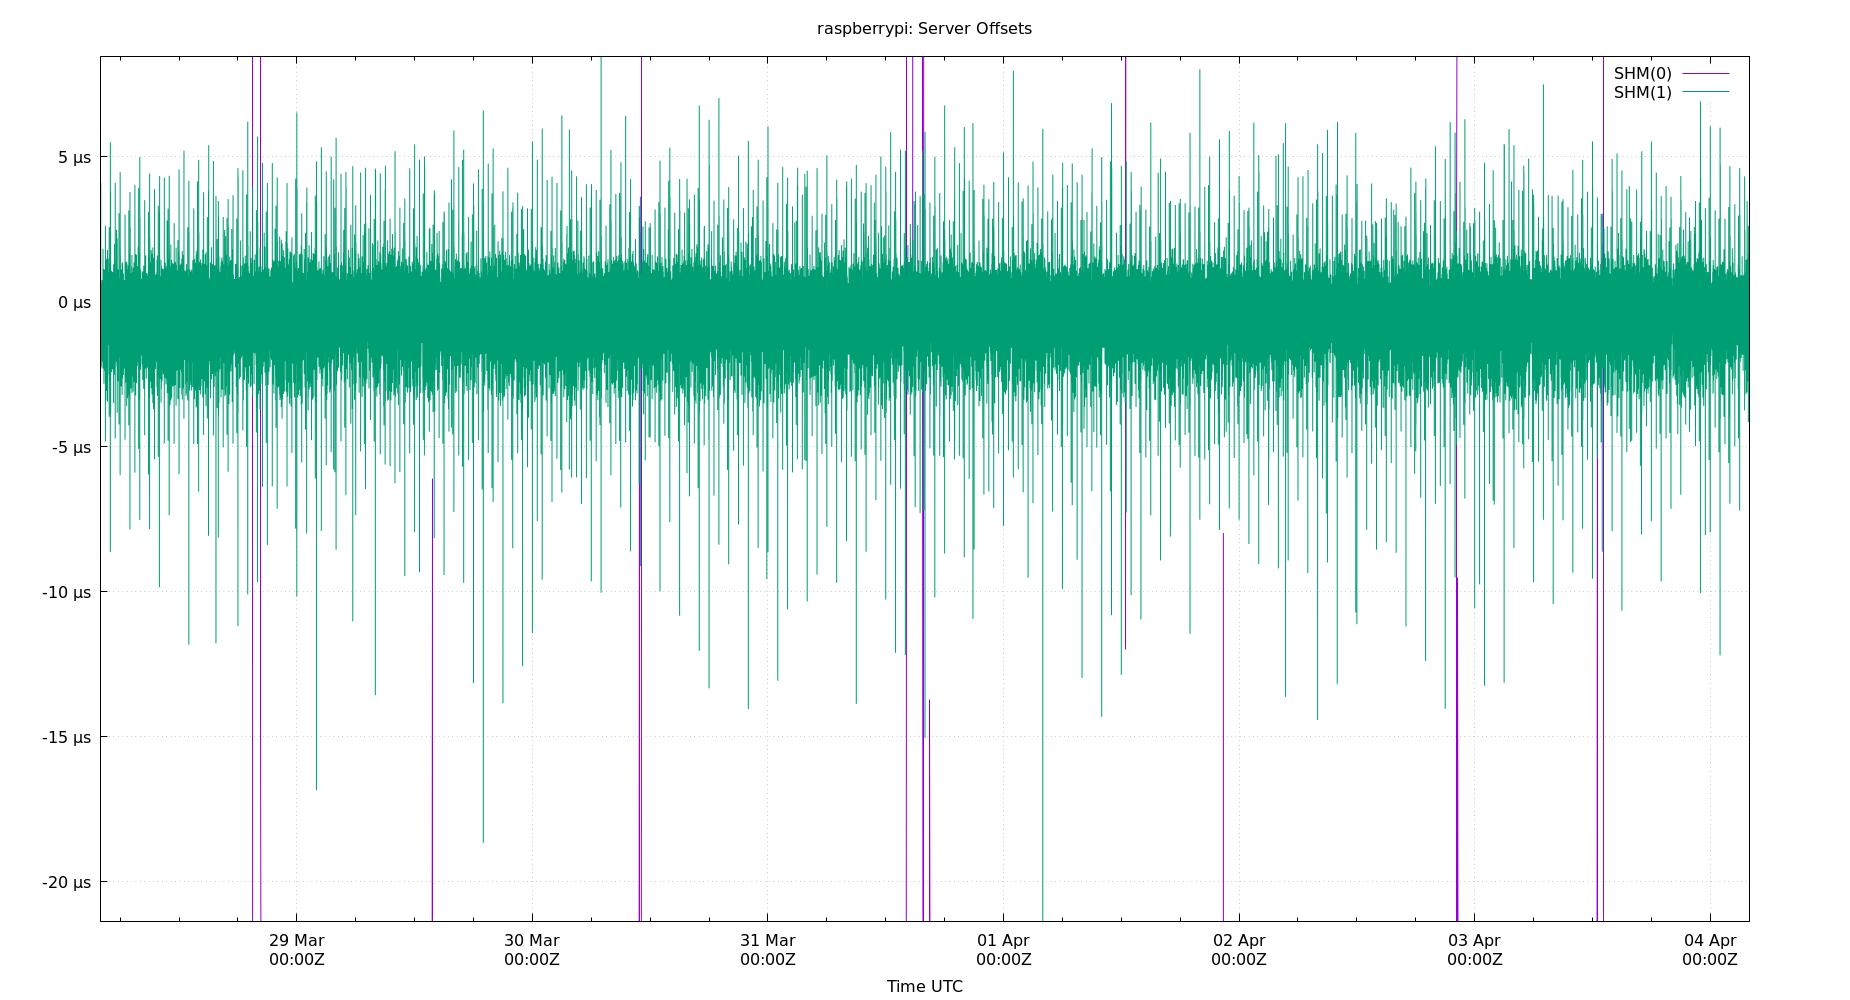 raspberrypi: Server Offsets
SHM(0)
SHM(1)
5 µs
0 µs
-5 µs
-10 µs
-15 µs
-20 µs
29 Mar
00:00Z
30 Mar
00:00Z
31 Mar
00:00Z
01 Apr
00:00Z
02 Apr
00:00Z
03 Apr
00:00Z
04 Apr
00:00Z
Time UTC